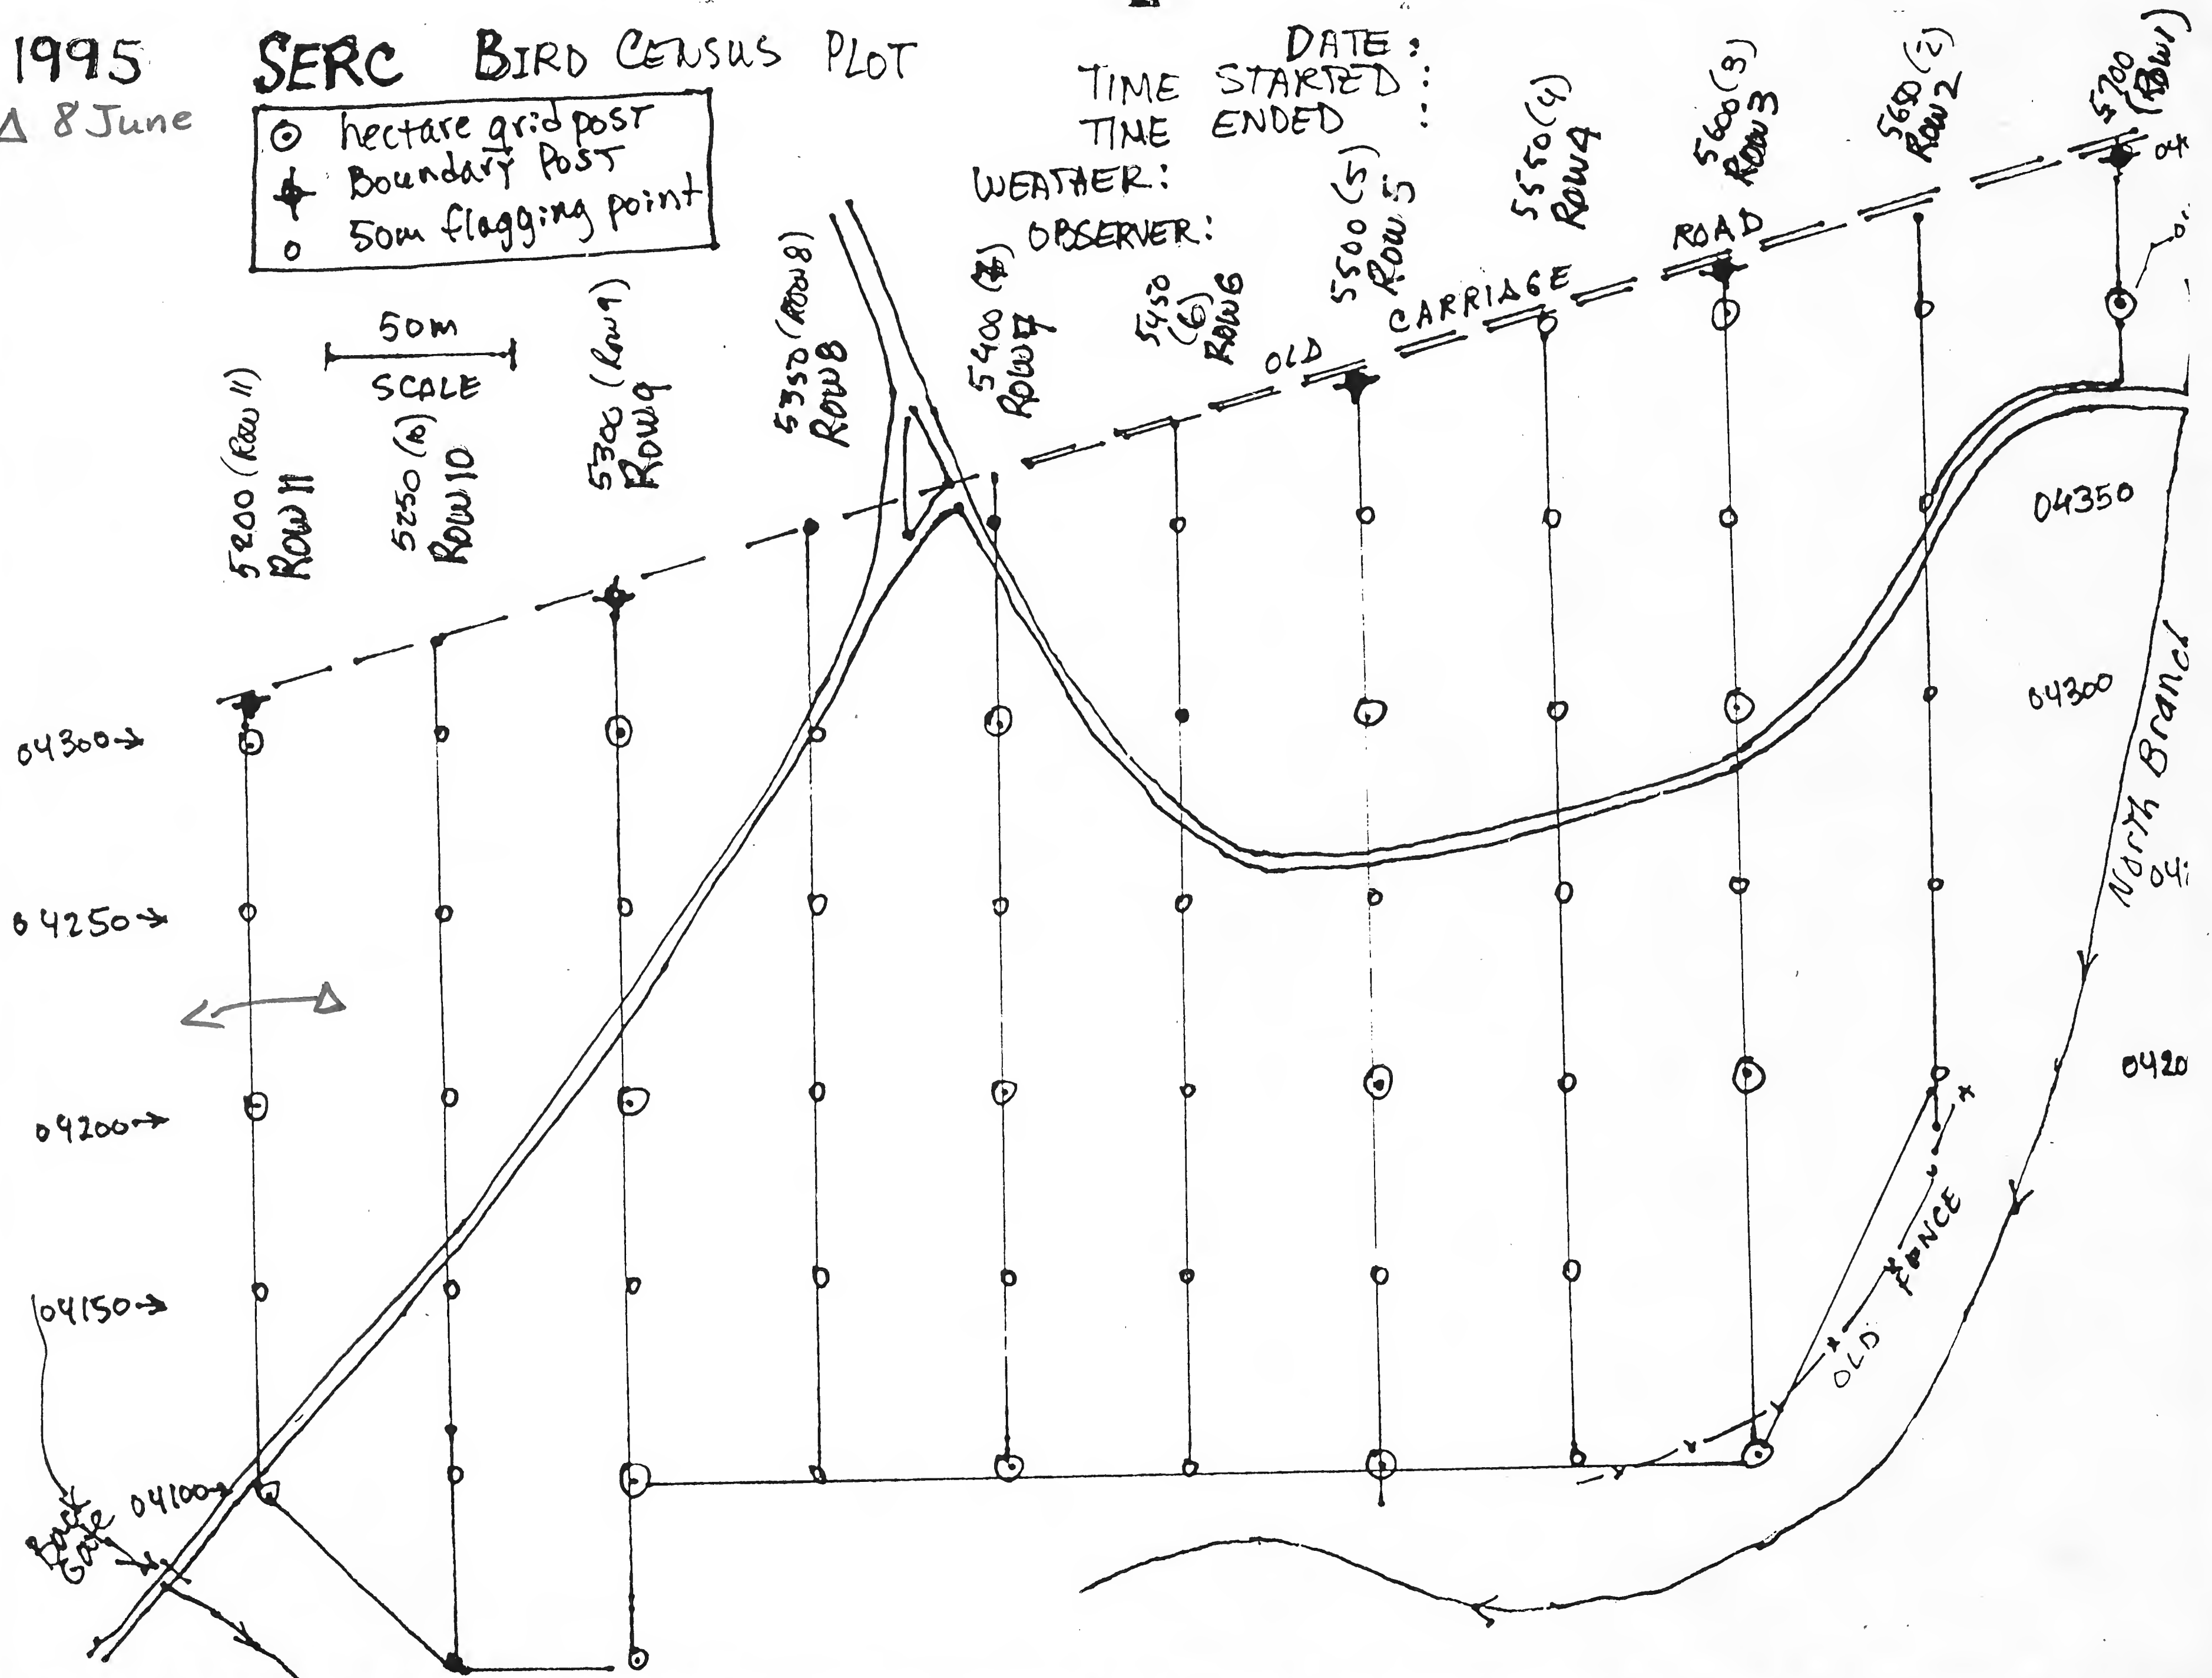 1995 SERC BIRD CENSUS PLOT
Δ 8 June
hectare grid post
Boundary Post
50m flagging point
DATE:
TIME STARTED:
TIME ENDED:
WEATHER:
OBSERVER:
50m
SCALE
5200 (Row 11)
Row 11
5250 (10)
Row 10
5300 (Row 9)
Row 9
5350 (Row 8)
Row 8
5400 (7)
Row 7
5450
(6)
Row 6
5500 (5)
Row 5
5550 (4)
Row 4
5600 (3)
Row 3
5650 (2)
Row 2
5700
(Row 1)
OLD CARRIAGE ROAD
04350
04300
0420
North Branch
04300→
04250→
04200→
04150→
04100→
Back
Gate
OLD FENCE